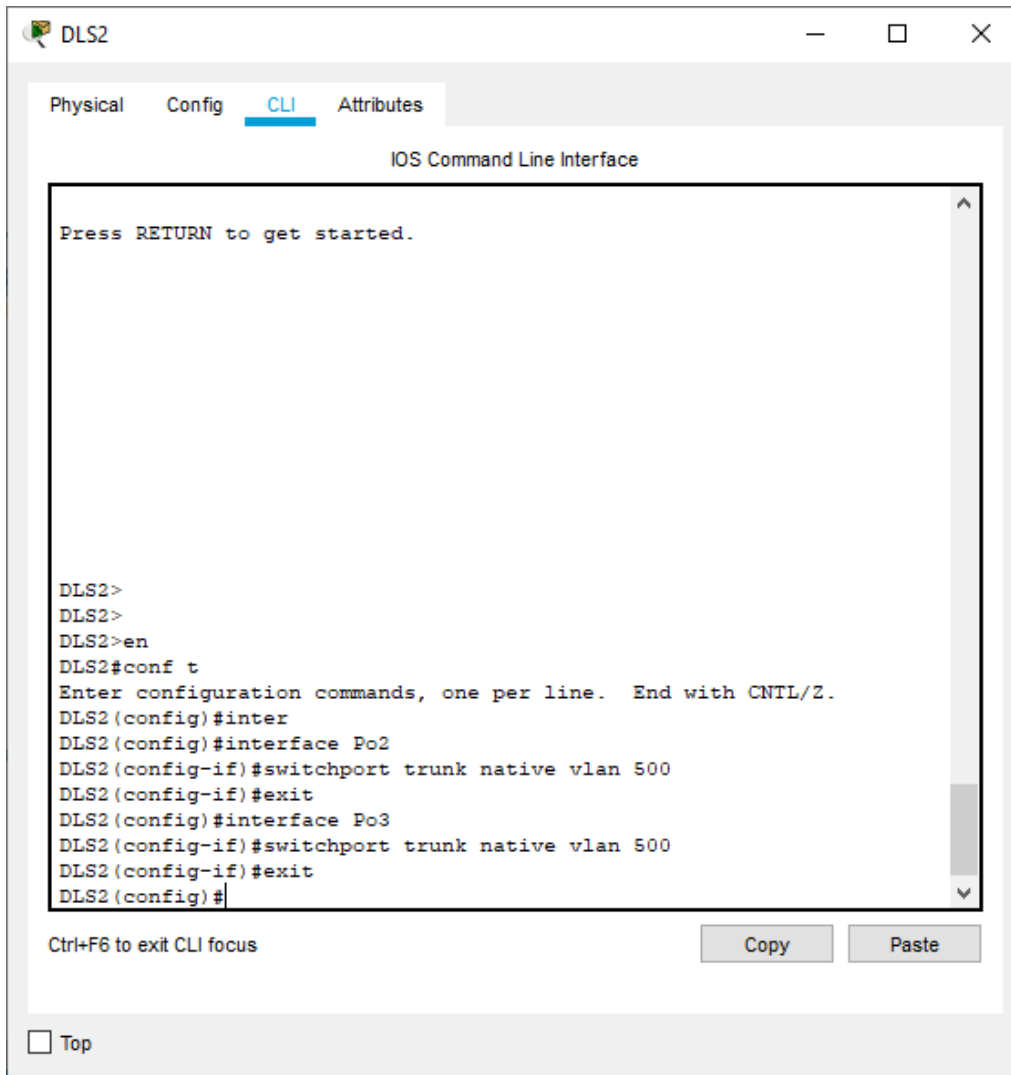 DLS2
Physical Config CLI Attributes
IOS Command Line Interface
Press RETURN to get started.
DLS2>
DLS2>
DLS2>en
DLS2#conf t
Enter configuration commands, one per line.  End with CNTL/Z.
DLS2(config)#inter
DLS2(config)#interface Po2
DLS2(config-if)#switchport trunk native vlan 500
DLS2(config-if)#exit
DLS2(config)#interface Po3
DLS2(config-if)#switchport trunk native vlan 500
DLS2(config-if)#exit
DLS2(config)#
Ctrl+F6 to exit CLI focus Copy Paste
Top